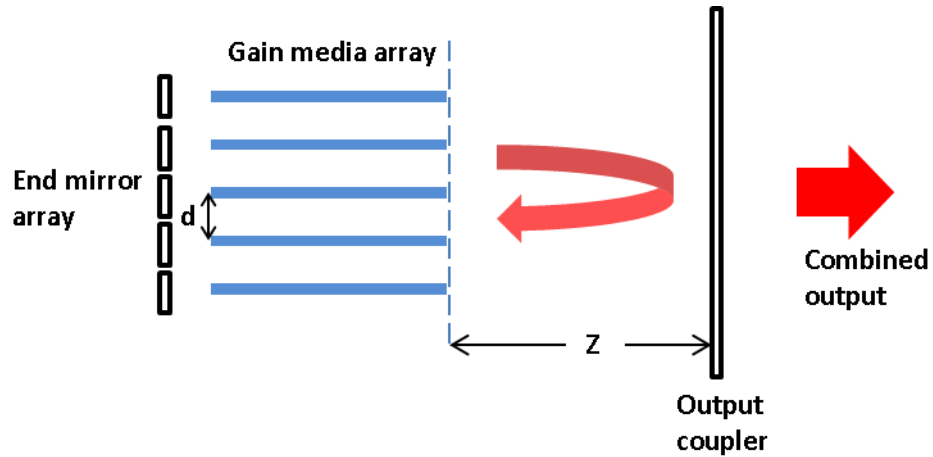 Gain media array
End mirror
array
d
Z
Combined
output
Output
coupler